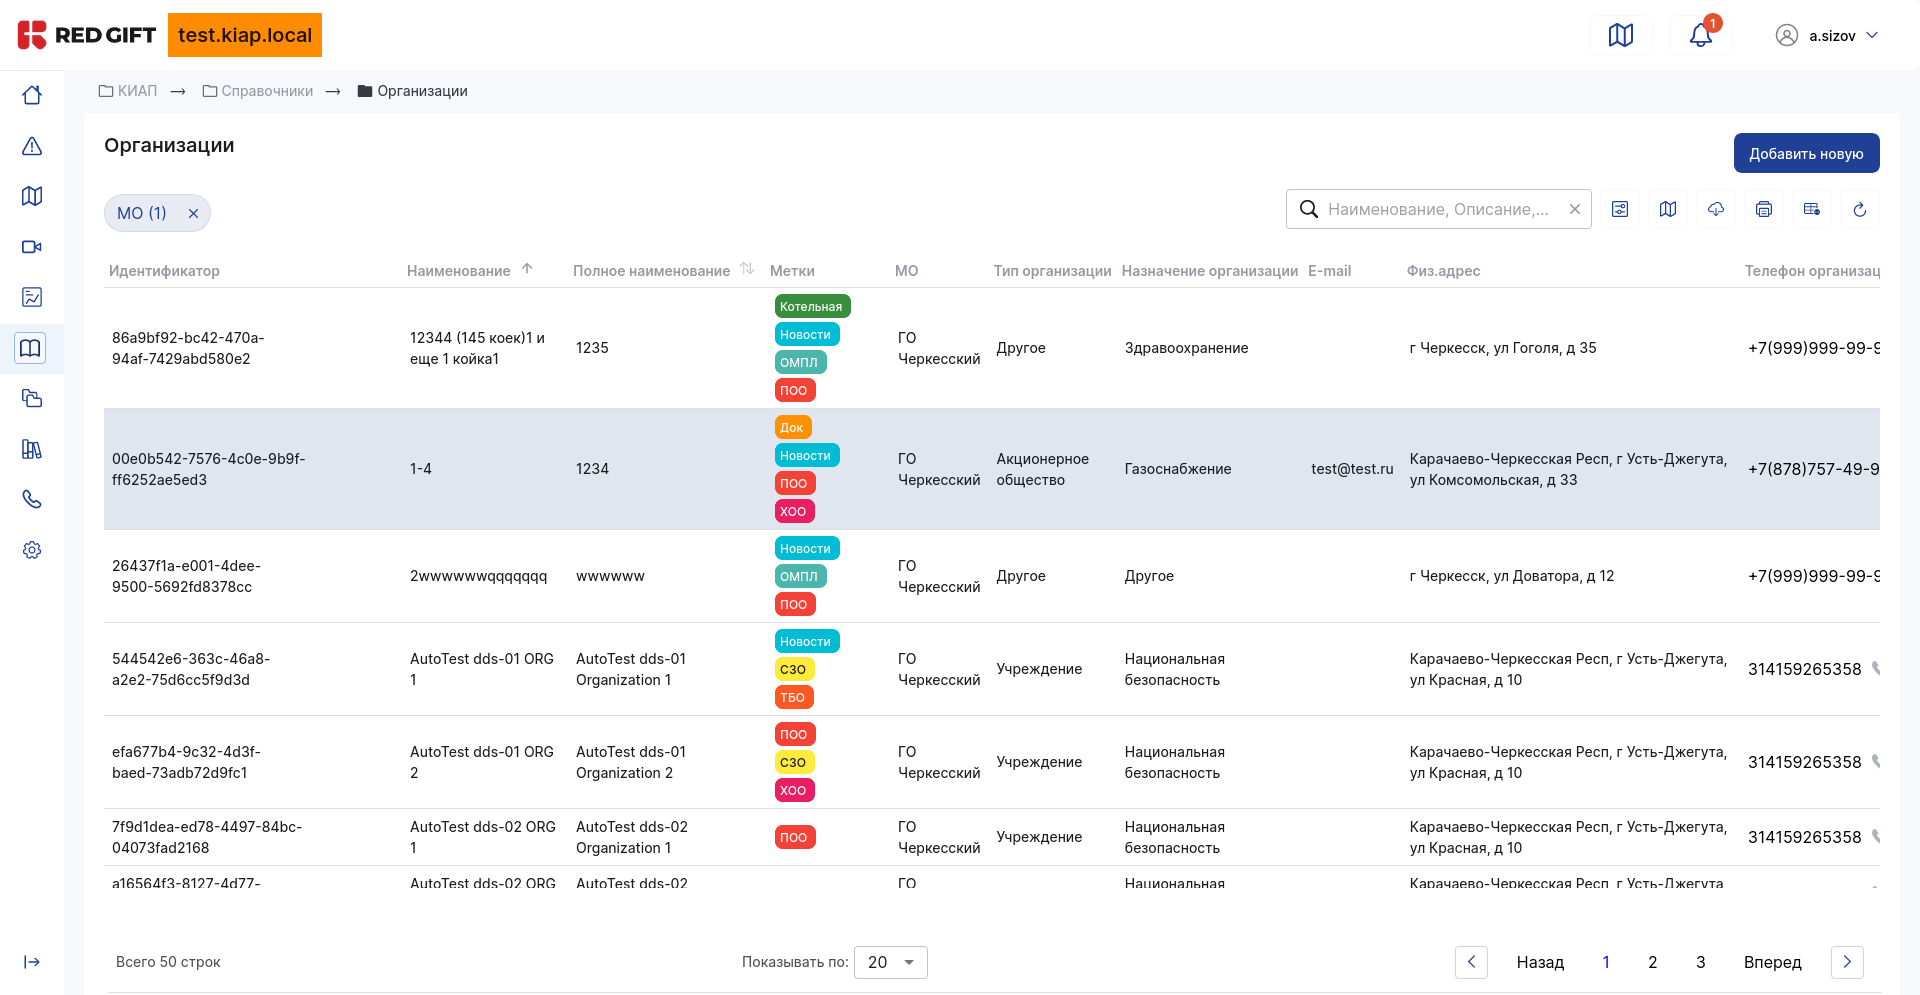 RED GIFT
test.kiap.local
1
a.sizov
КИАП → Справочники → Организации
Организации
Добавить новую
МО (1)
Наименование, Описание,...
Идентификатор Наименование Полное наименование Метки МО Тип организации Назначение организации E-mail Физ.адрес Телефон организац
86a9bf92-bc42-470a-
94af-7429abd580e2
12344 (145 коек)1 и
еще 1 койка1
1235
Котельная
Новости
ОМПЛ
ПОО
ГО
Черкесский
Другое
Здравоохранение
г Черкесск, ул Гоголя, д 35
+7(999)999-99-9
00e0b542-7576-4c0e-9b9f-
ff6252ae5ed3
1-4
1234
Док
Новости
ПОО
ХОО
ГО
Черкесский
Акционерное
общество
Газоснабжение
test@test.ru
Карачаево-Черкесская Респ, г Усть-Джегута,
ул Комсомольская, д 33
+7(878)757-49-9
26437f1a-e001-4dee-
9500-5692fd8378cc
2wwwwwwqqqqqqq
wwwwww
Новости
ОМПЛ
ПОО
ГО
Черкесский
Другое
Другое
г Черкесск, ул Доватора, д 12
+7(999)999-99-9
544542e6-363c-46a8-
a2e2-75d6cc5f9d3d
AutoTest dds-01 ORG
1
AutoTest dds-01
Organization 1
Новости
СЗО
ТБО
ГО
Черкесский
Учреждение
Национальная
безопасность
Карачаево-Черкесская Респ, г Усть-Джегута,
ул Красная, д 10
314159265358
efa677b4-9c32-4d3f-
baed-73adb72d9fc1
AutoTest dds-01 ORG
2
AutoTest dds-01
Organization 2
ПОО
СЗО
ХОО
ГО
Черкесский
Учреждение
Национальная
безопасность
Карачаево-Черкесская Респ, г Усть-Джегута,
ул Красная, д 10
314159265358
7f9d1dea-ed78-4497-84bc-
04073fad2168
AutoTest dds-02 ORG
1
AutoTest dds-02
Organization 1
ПОО
ГО
Черкесский
Учреждение
Национальная
безопасность
Карачаево-Черкесская Респ, г Усть-Джегута,
ул Красная, д 10
314159265358
a16564f3-8127-4d77-
AutoTest dds-02 ORG
AutoTest dds-02
ГО
Национальная
Карачаево-Черкесская Респ, г Усть-Джегута
Всего 50 строк
Показывать по: 20
Назад 1 2 3 Вперед